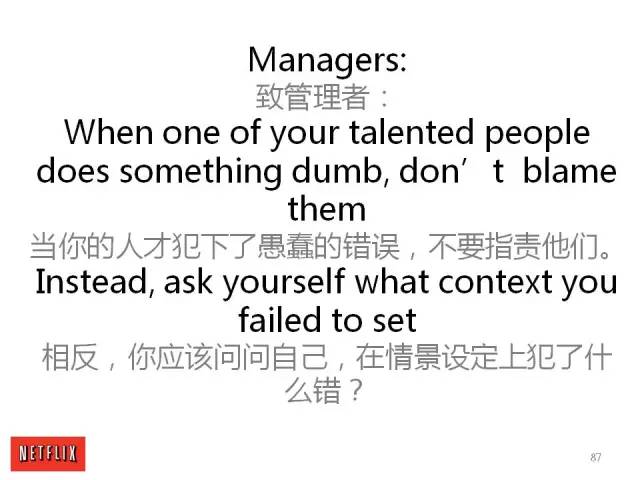 Managers:
致管理者：
When one of your talented people
does something dumb, don’t blame
them
当你的人才犯下了愚蠢的错误，不要指责他们。
Instead, ask yourself what context you
failed to set
相反，你应该问问自己，在情景设定上犯了什
么错？
NETFLIX
87